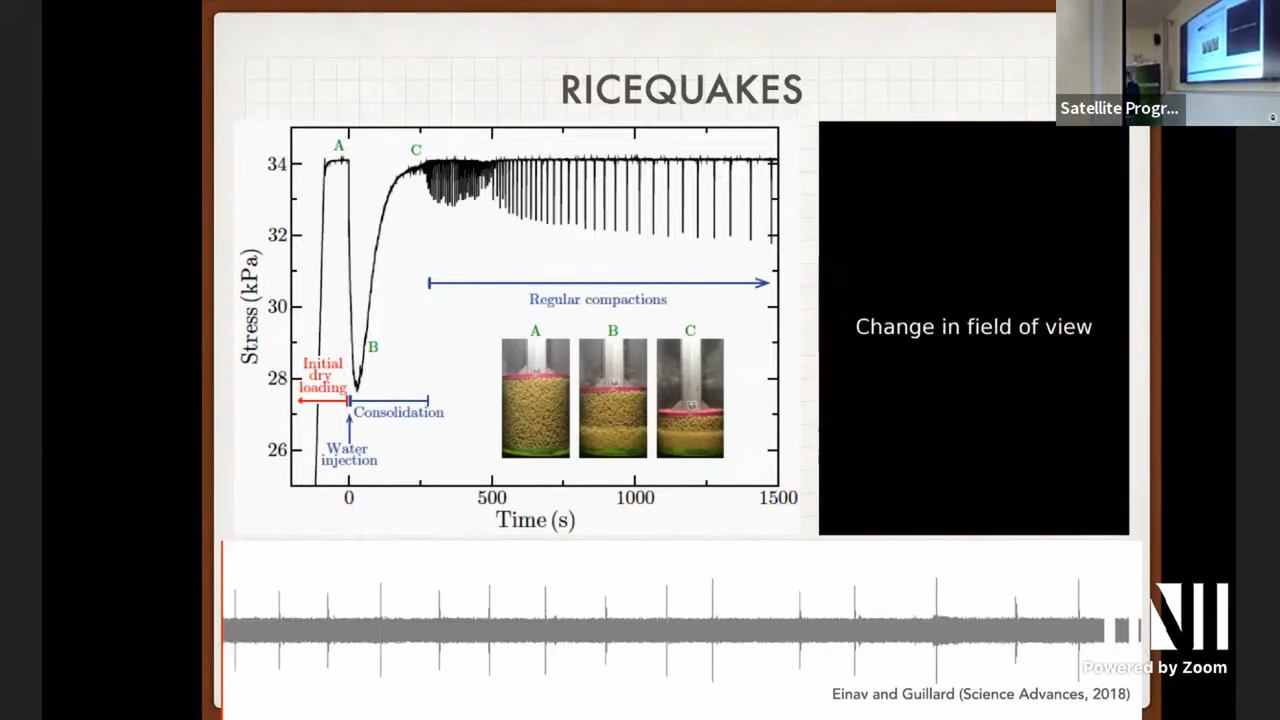 RICEQUAKES
Satellite Progr...
A
C
34
32
30
28
26
Stress (kPa)
B
Regular compactions
A
B
C
Initial
dry
loading
Consolidation
Water
injection
0
500
1000
1500
Time (s)
Change in field of view
Powered by Zoom
Einav and Guillard (Science Advances, 2018)